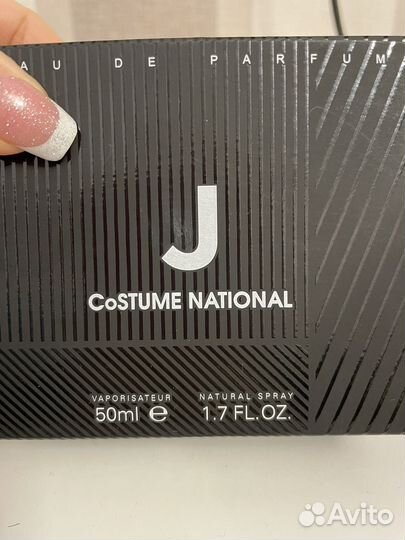 AU DE PARFUM
J
CoSTUME NATIONAL
VAPORISATEUR NATURAL SPRAY
50ml ℮ 1.7 FL.OZ.
Avito